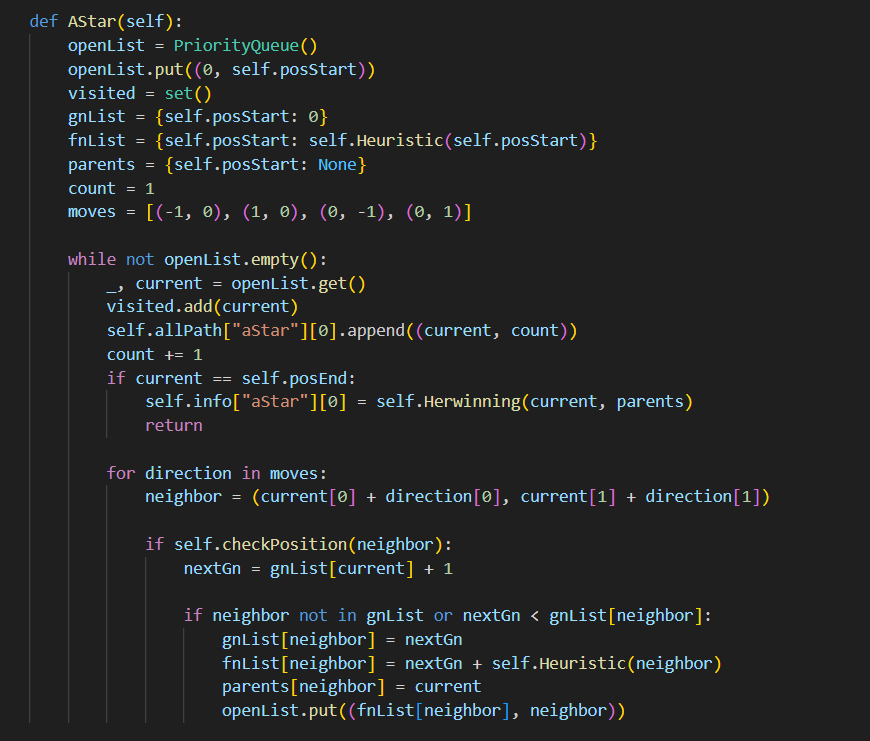 def AStar(self):
    openList = PriorityQueue()
    openList.put((0, self.posStart))
    visited = set()
    gnList = {self.posStart: 0}
    fnList = {self.posStart: self.Heuristic(self.posStart)}
    parents = {self.posStart: None}
    count = 1
    moves = [(-1, 0), (1, 0), (0, -1), (0, 1)]

    while not openList.empty():
        _, current = openList.get()
        visited.add(current)
        self.allPath["aStar"][0].append((current, count))
        count += 1
        if current == self.posEnd:
            self.info["aStar"][0] = self.Herwinning(current, parents)
            return

        for direction in moves:
            neighbor = (current[0] + direction[0], current[1] + direction[1])

            if self.checkPosition(neighbor):
                nextGn = gnList[current] + 1

                if neighbor not in gnList or nextGn < gnList[neighbor]:
                    gnList[neighbor] = nextGn
                    fnList[neighbor] = nextGn + self.Heuristic(neighbor)
                    parents[neighbor] = current
                    openList.put((fnList[neighbor], neighbor))